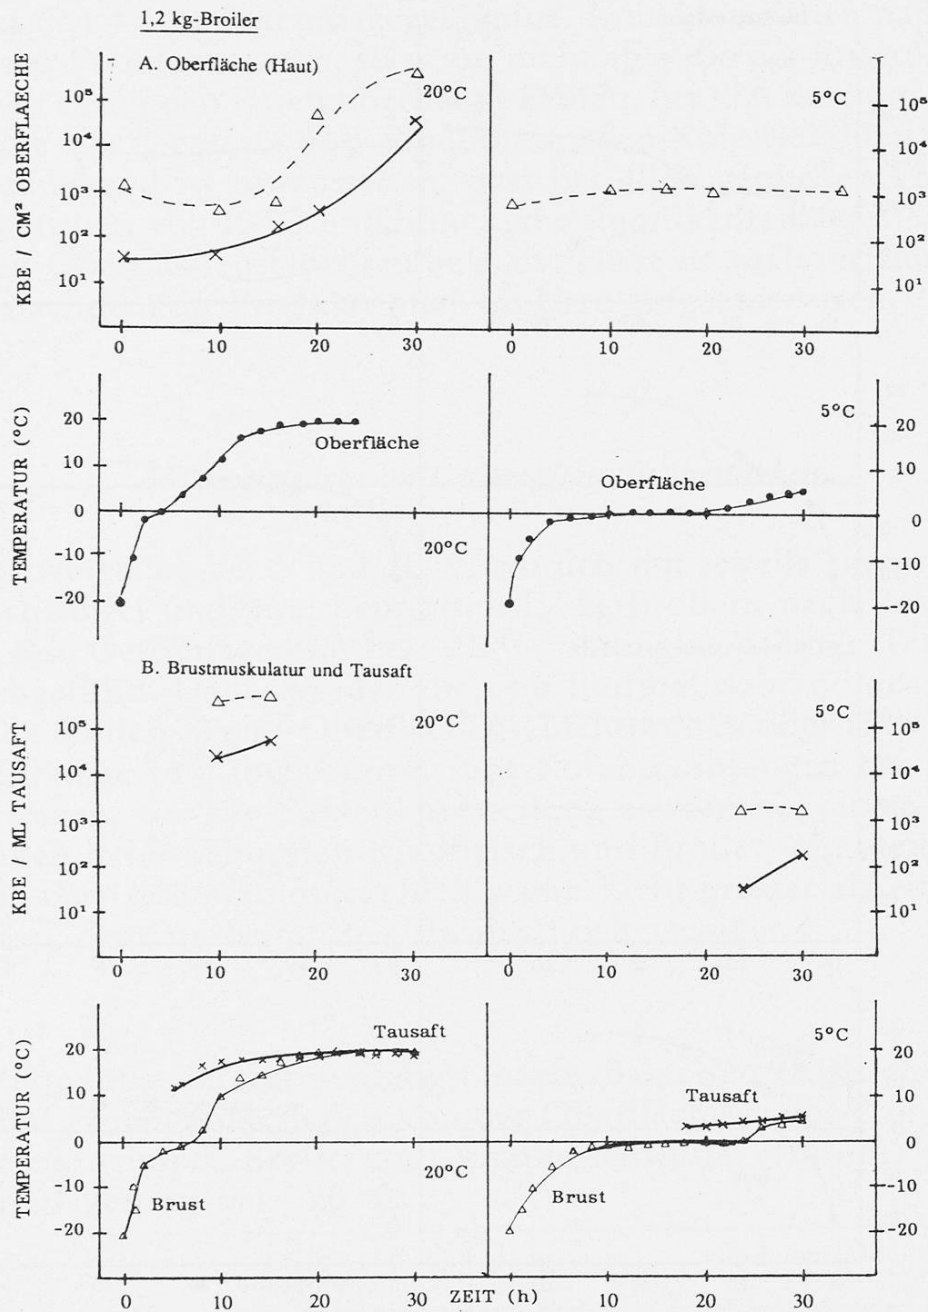 1,2 kg-Broiler
A. Oberfläche (Haut)
KBE / CM² OBERFLAECHE
10⁵
10⁴
10³
10²
10¹
20°C
5°C
10⁵
10⁴
10³
10²
10¹
0 10 20 30
0 10 20 30
TEMPERATUR (°C)
20
10
0
-10
-20
Oberfläche
20°C
5°C
Oberfläche
20
10
0
-10
-20
B. Brustmuskulatur und Tausaft
KBE / ML TAUSAFT
10⁵
10⁴
10³
10²
10¹
20°C
5°C
10⁵
10⁴
10³
10²
10¹
0 10 20 30
0 10 20 30
TEMPERATUR (°C)
20
10
0
-10
-20
Tausaft
20°C
Brust
5°C
Tausaft
Brust
20
10
0
-10
-20
0 10 20 30
0 10 20 30
ZEIT (h)